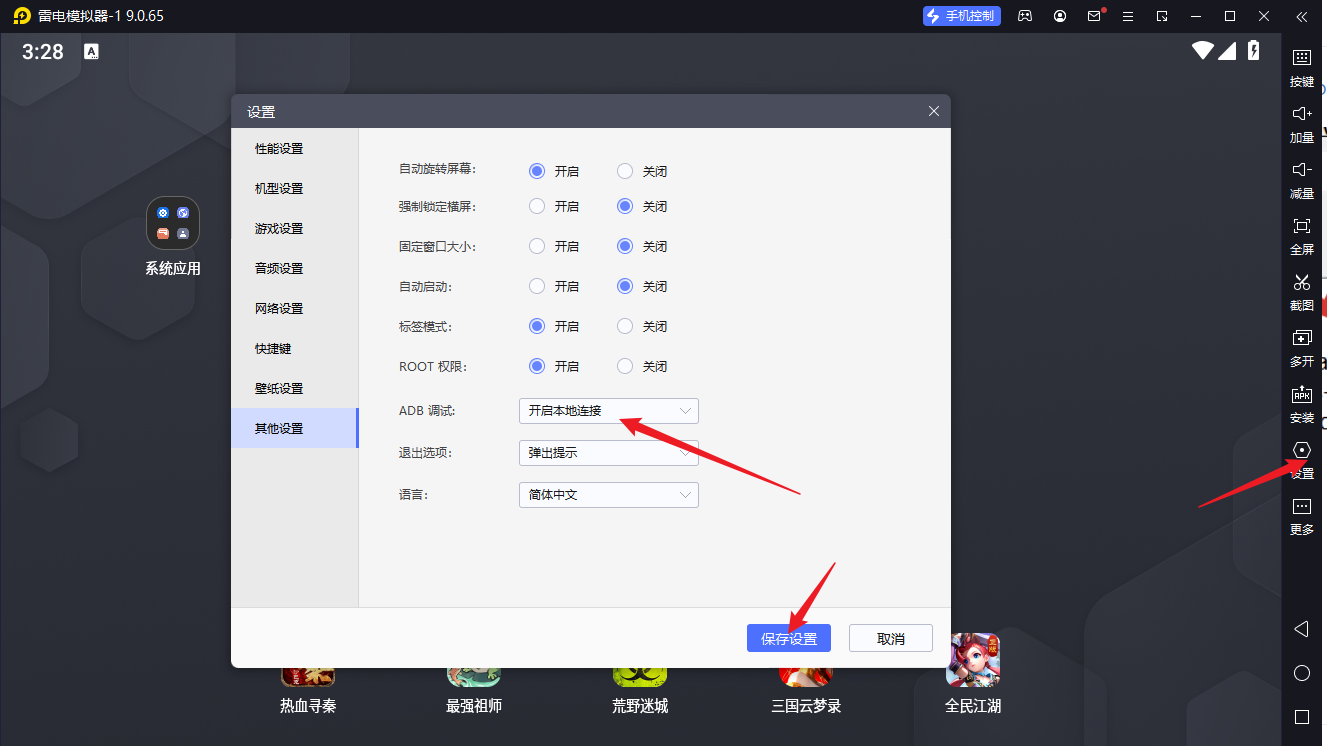 雷电模拟器-1 9.0.65
手机控制
3:28
A
设置
性能设置
机型设置
游戏设置
音频设置
网络设置
快捷键
壁纸设置
其他设置
自动旋转屏幕: 开启 关闭
强制锁定横屏: 开启 关闭
固定窗口大小: 开启 关闭
自动启动: 开启 关闭
标签模式: 开启 关闭
ROOT 权限: 开启 关闭
ADB 调试: 开启本地连接
退出选项: 弹出提示
语言: 简体中文
保存设置 取消
系统应用
热血寻秦
最强祖师
荒野迷城
三国云梦录
全民江湖
按键
加量
减量
全屏
截图
多开
APK
安装
设置
更多